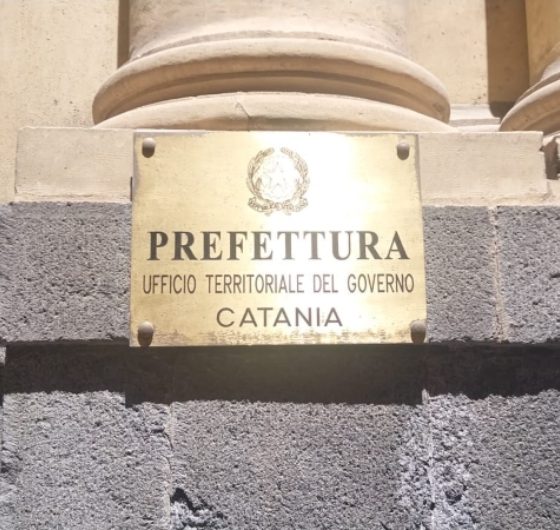 PREFETTURA
UFFICIO TERRITORIALE DEL GOVERNO
CATANIA